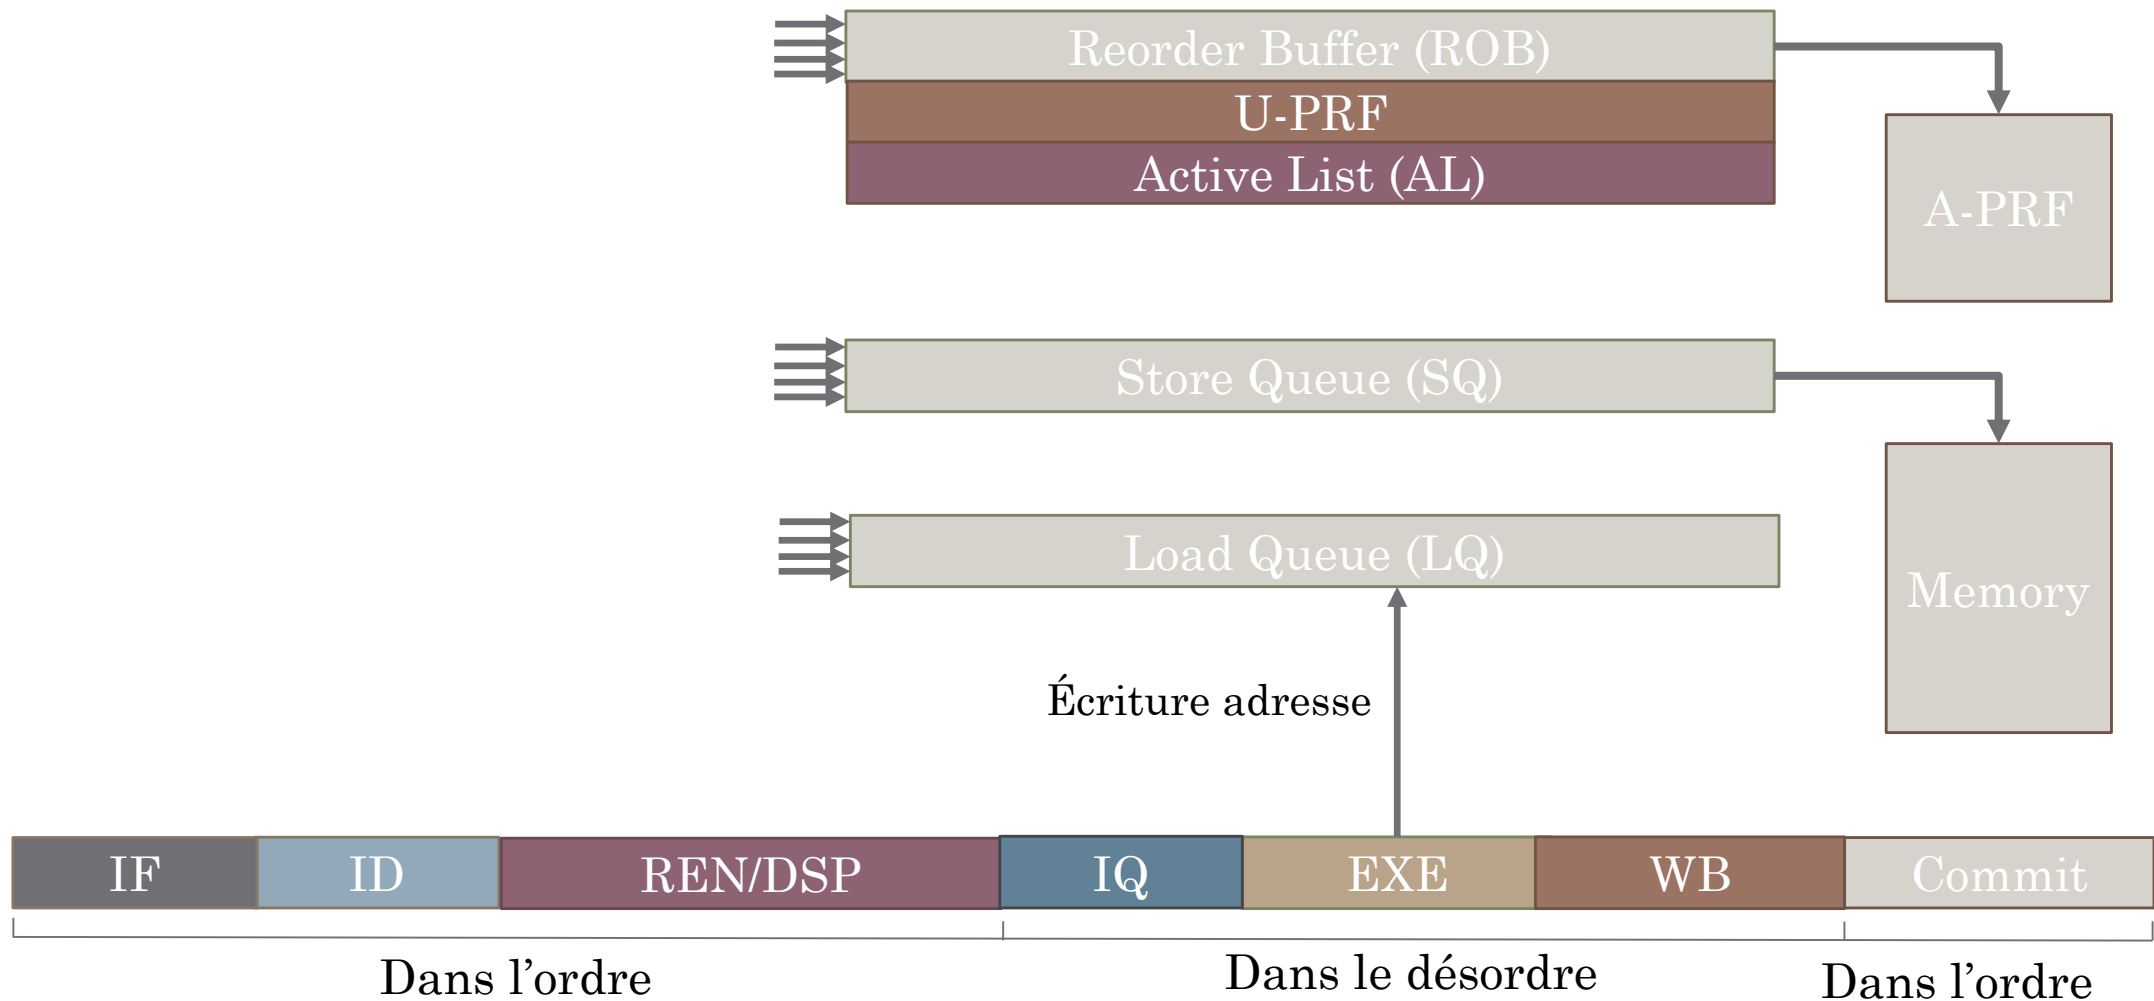 Reorder Buffer (ROB)
U-PRF
Active List (AL)
A-PRF
Store Queue (SQ)
Load Queue (LQ)
Memory
Écriture adresse
IF
ID
REN/DSP
IQ
EXE
WB
Commit
Dans l'ordre
Dans le désordre
Dans l'ordre